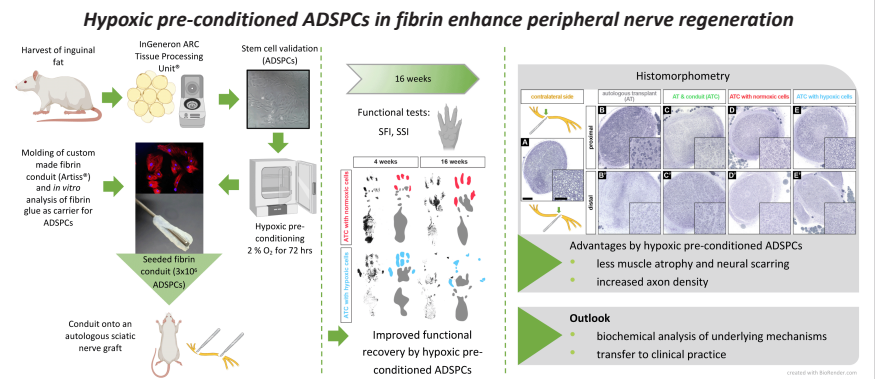 Hypoxic pre-conditioned ADSPCs in fibrin enhance peripheral nerve regeneration
Harvest of inguinal
fat
InGeneron ARC
Tissue Processing
Unit®
Stem cell validation
(ADSPCs)
Molding of custom
made fibrin
conduit (Artiss®)
and in vitro
analysis of fibrin
glue as carrier for
ADSPCs
Hypoxic pre-
conditioning
2 % O₂ for 72 hrs
Seeded fibrin
conduit (3x10⁶
ADSPCs)
Conduit onto an
autologous sciatic
nerve graft
16 weeks
Functional tests:
SFI, SSI
4 weeks
16 weeks
ATC with normoxic cells
ATC with hypoxic cells
Improved functional
recovery by hypoxic pre-
conditioned ADSPCs
Histomorphometry
contralateral side
autologous transplant
(AT)
AT & conduit (ATC)
ATC with normoxic cells
ATC with hypoxic cells
proximal
A
B
C
D
E
distal
B'
C'
D'
E'
Advantages by hypoxic pre-conditioned ADSPCs
• less muscle atrophy and neural scarring
• increased axon density
Outlook
• biochemical analysis of underlying mechanisms
• transfer to clinical practice
created with BioRender.com